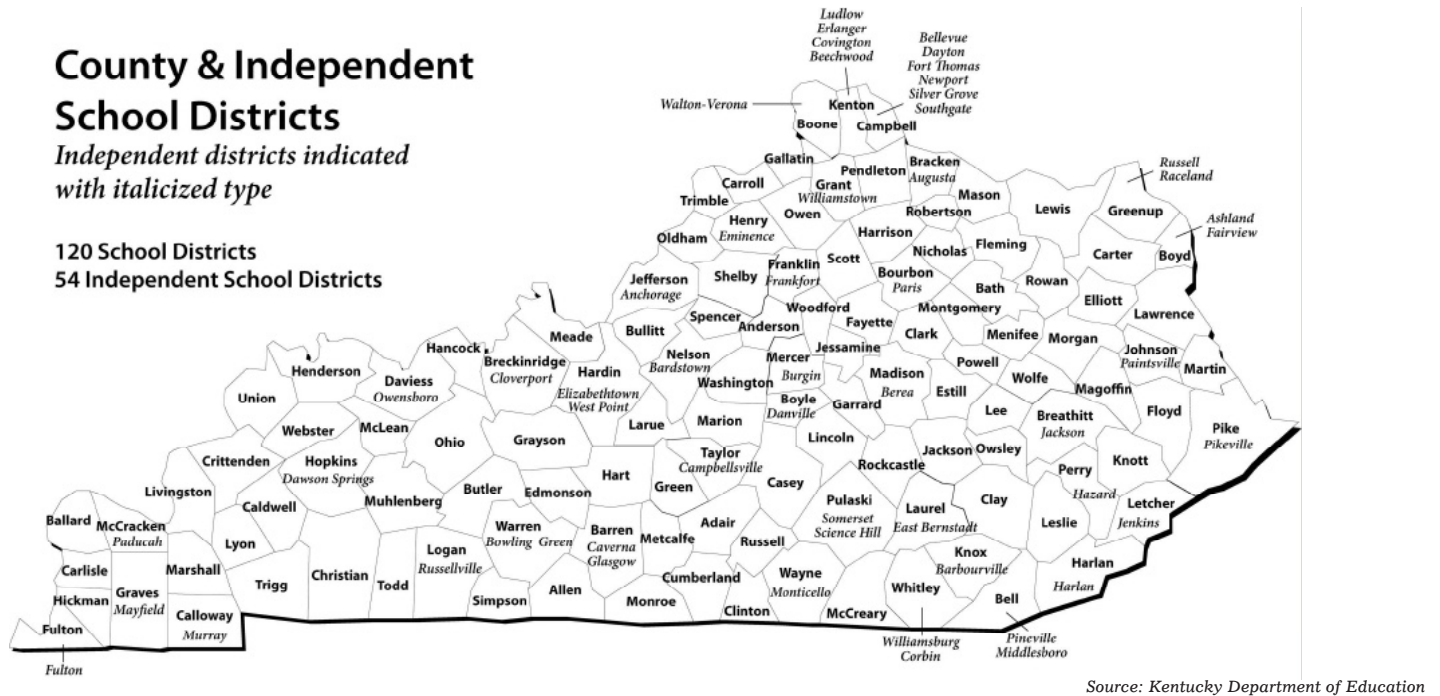 County & Independent
School Districts
Independent districts indicated
with italicized type
120 School Districts
54 Independent School Districts
Ludlow
Erlanger
Covington
Beechwood
Bellevue
Dayton
Fort Thomas
Newport
Silver Grove
Southgate
Walton-Verona
Kenton
Boone
Campbell
Gallatin
Pendleton
Bracken
Augusta
Russell
Raceland
Carroll
Grant
Williamstown
Mason
Trimble
Owen
Robertson
Lewis
Greenup
Henry
Eminence
Ashland
Fairview
Oldham
Harrison
Nicholas
Fleming
Carter
Boyd
Jefferson
Anchorage
Shelby
Franklin
Frankfort
Scott
Bourbon
Paris
Bath
Rowan
Elliott
Lawrence
Woodford
Montgomery
Spencer
Anderson
Fayette
Clark
Menifee
Morgan
Meade
Bullitt
Hancock
Breckinridge
Cloverport
Hardin
Elizabethtown
West Point
Nelson
Bardstown
Mercer
Burgin
Jessamine
Powell
Johnson
Paintsville
Martin
Henderson
Daviess
Owensboro
Washington
Madison
Berea
Estill
Wolfe
Magoffin
Union
Boyle
Danville
Garrard
Lee
Breathitt
Jackson
Floyd
Webster
McLean
Ohio
Grayson
Larue
Marion
Lincoln
Pike
Pikeville
Crittenden
Hopkins
Dawson Springs
Taylor
Campbellsville
Rockcastle
Jackson
Owsley
Perry
Hazard
Knott
Livingston
Caldwell
Muhlenberg
Butler
Edmonson
Hart
Green
Casey
Pulaski
Somerset
Science Hill
Laurel
East Bernstadt
Clay
Leslie
Letcher
Jenkins
Ballard
McCracken
Paducah
Lyon
Logan
Russellville
Warren
Bowling Green
Barren
Caverna
Glasgow
Metcalfe
Adair
Russell
Knox
Barbourville
Harlan
Harlan
Carlisle
Graves
Mayfield
Marshall
Trigg
Christian
Todd
Simpson
Allen
Monroe
Cumberland
Clinton
Wayne
Monticello
McCreary
Whitley
Bell
Hickman
Calloway
Murray
Fulton
Fulton
Williamsburg
Corbin
Pineville
Middlesboro
Source: Kentucky Department of Education